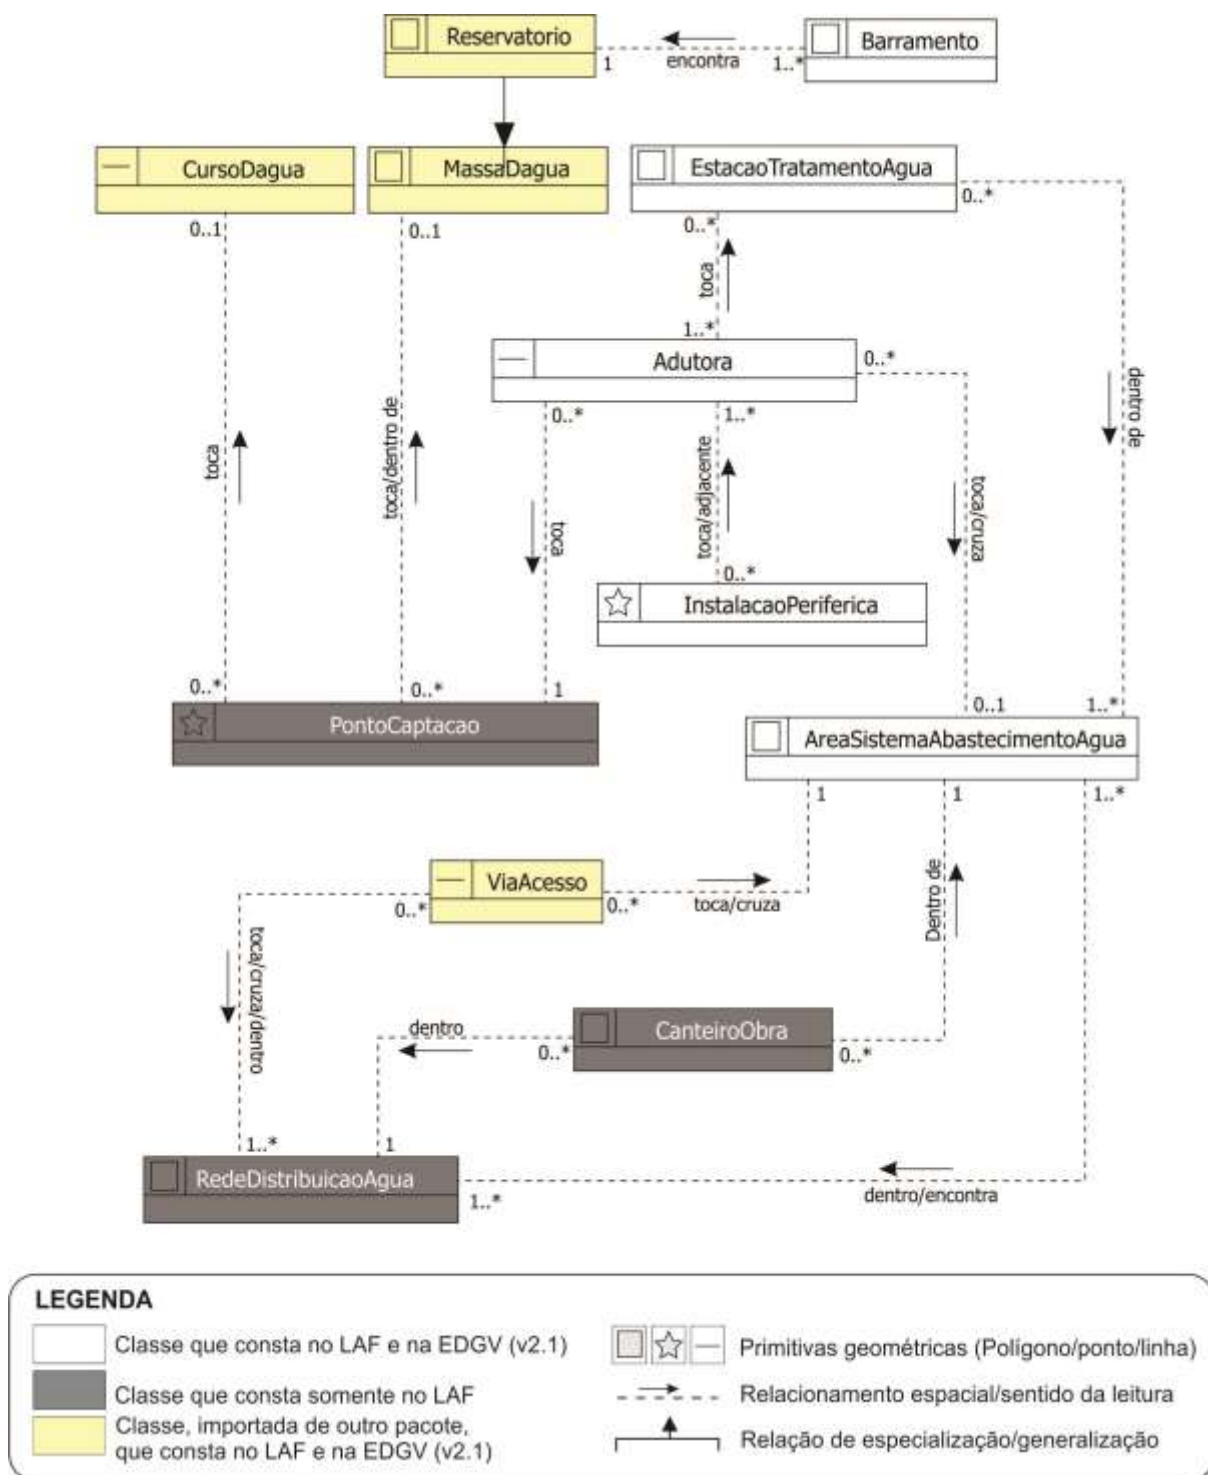 Reservatorio
Barramento
1
encontra
1..*
CursoDagua
MassaDagua
EstacaoTratamentoAgua
0..1
0..1
0..*
0..*
toca
1..*
Adutora
0..*
dentro de
0..*
1..*
toca
toca/dentro de
toca
toca/adjacente
toca/cruza
0..*
InstalacaoPeriferica
0..*
0..*
1
0..1
1..*
PontoCaptacao
AreaSistemaAbastecimentoAgua
1
1
1..*
ViaAcesso
0..*
0..*
toca/cruza
Dentro de
toca/cruza/dentro
dentro
CanteiroObra
0..*
0..*
1..*
1
RedeDistribuicaoAgua
1..*
dentro/encontra
LEGENDA
Classe que consta no LAF e na EDGV (v2.1)
Classe que consta somente no LAF
Classe, importada de outro pacote,
que consta no LAF e na EDGV (v2.1)
Primitivas geométricas (Polígono/ponto/linha)
Relacionamento espacial/sentido da leitura
Relação de especialização/generalização